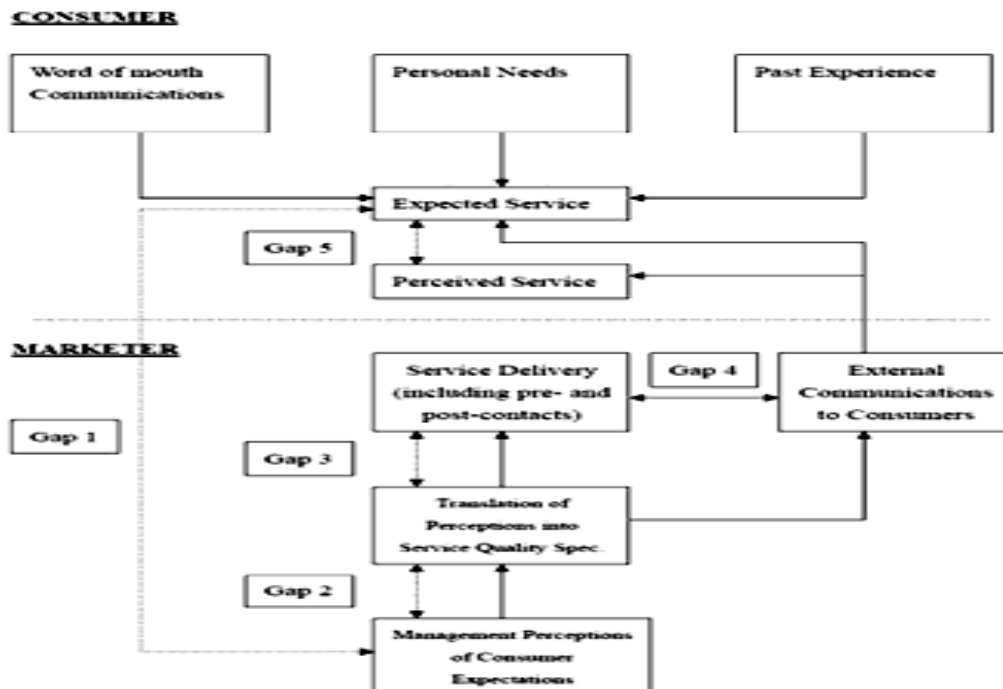 CONSUMER
Word of mouth
Communications
Personal Needs
Past Experience
Expected Service
Gap 5
Perceived Service
MARKETER
Service Delivery
(including pre- and
post-contacts)
Gap 4
External
Communications
to Consumers
Gap 1
Gap 3
Translation of
Perceptions into
Service Quality Spec.
Gap 2
Management Perceptions
of Consumer
Expectations